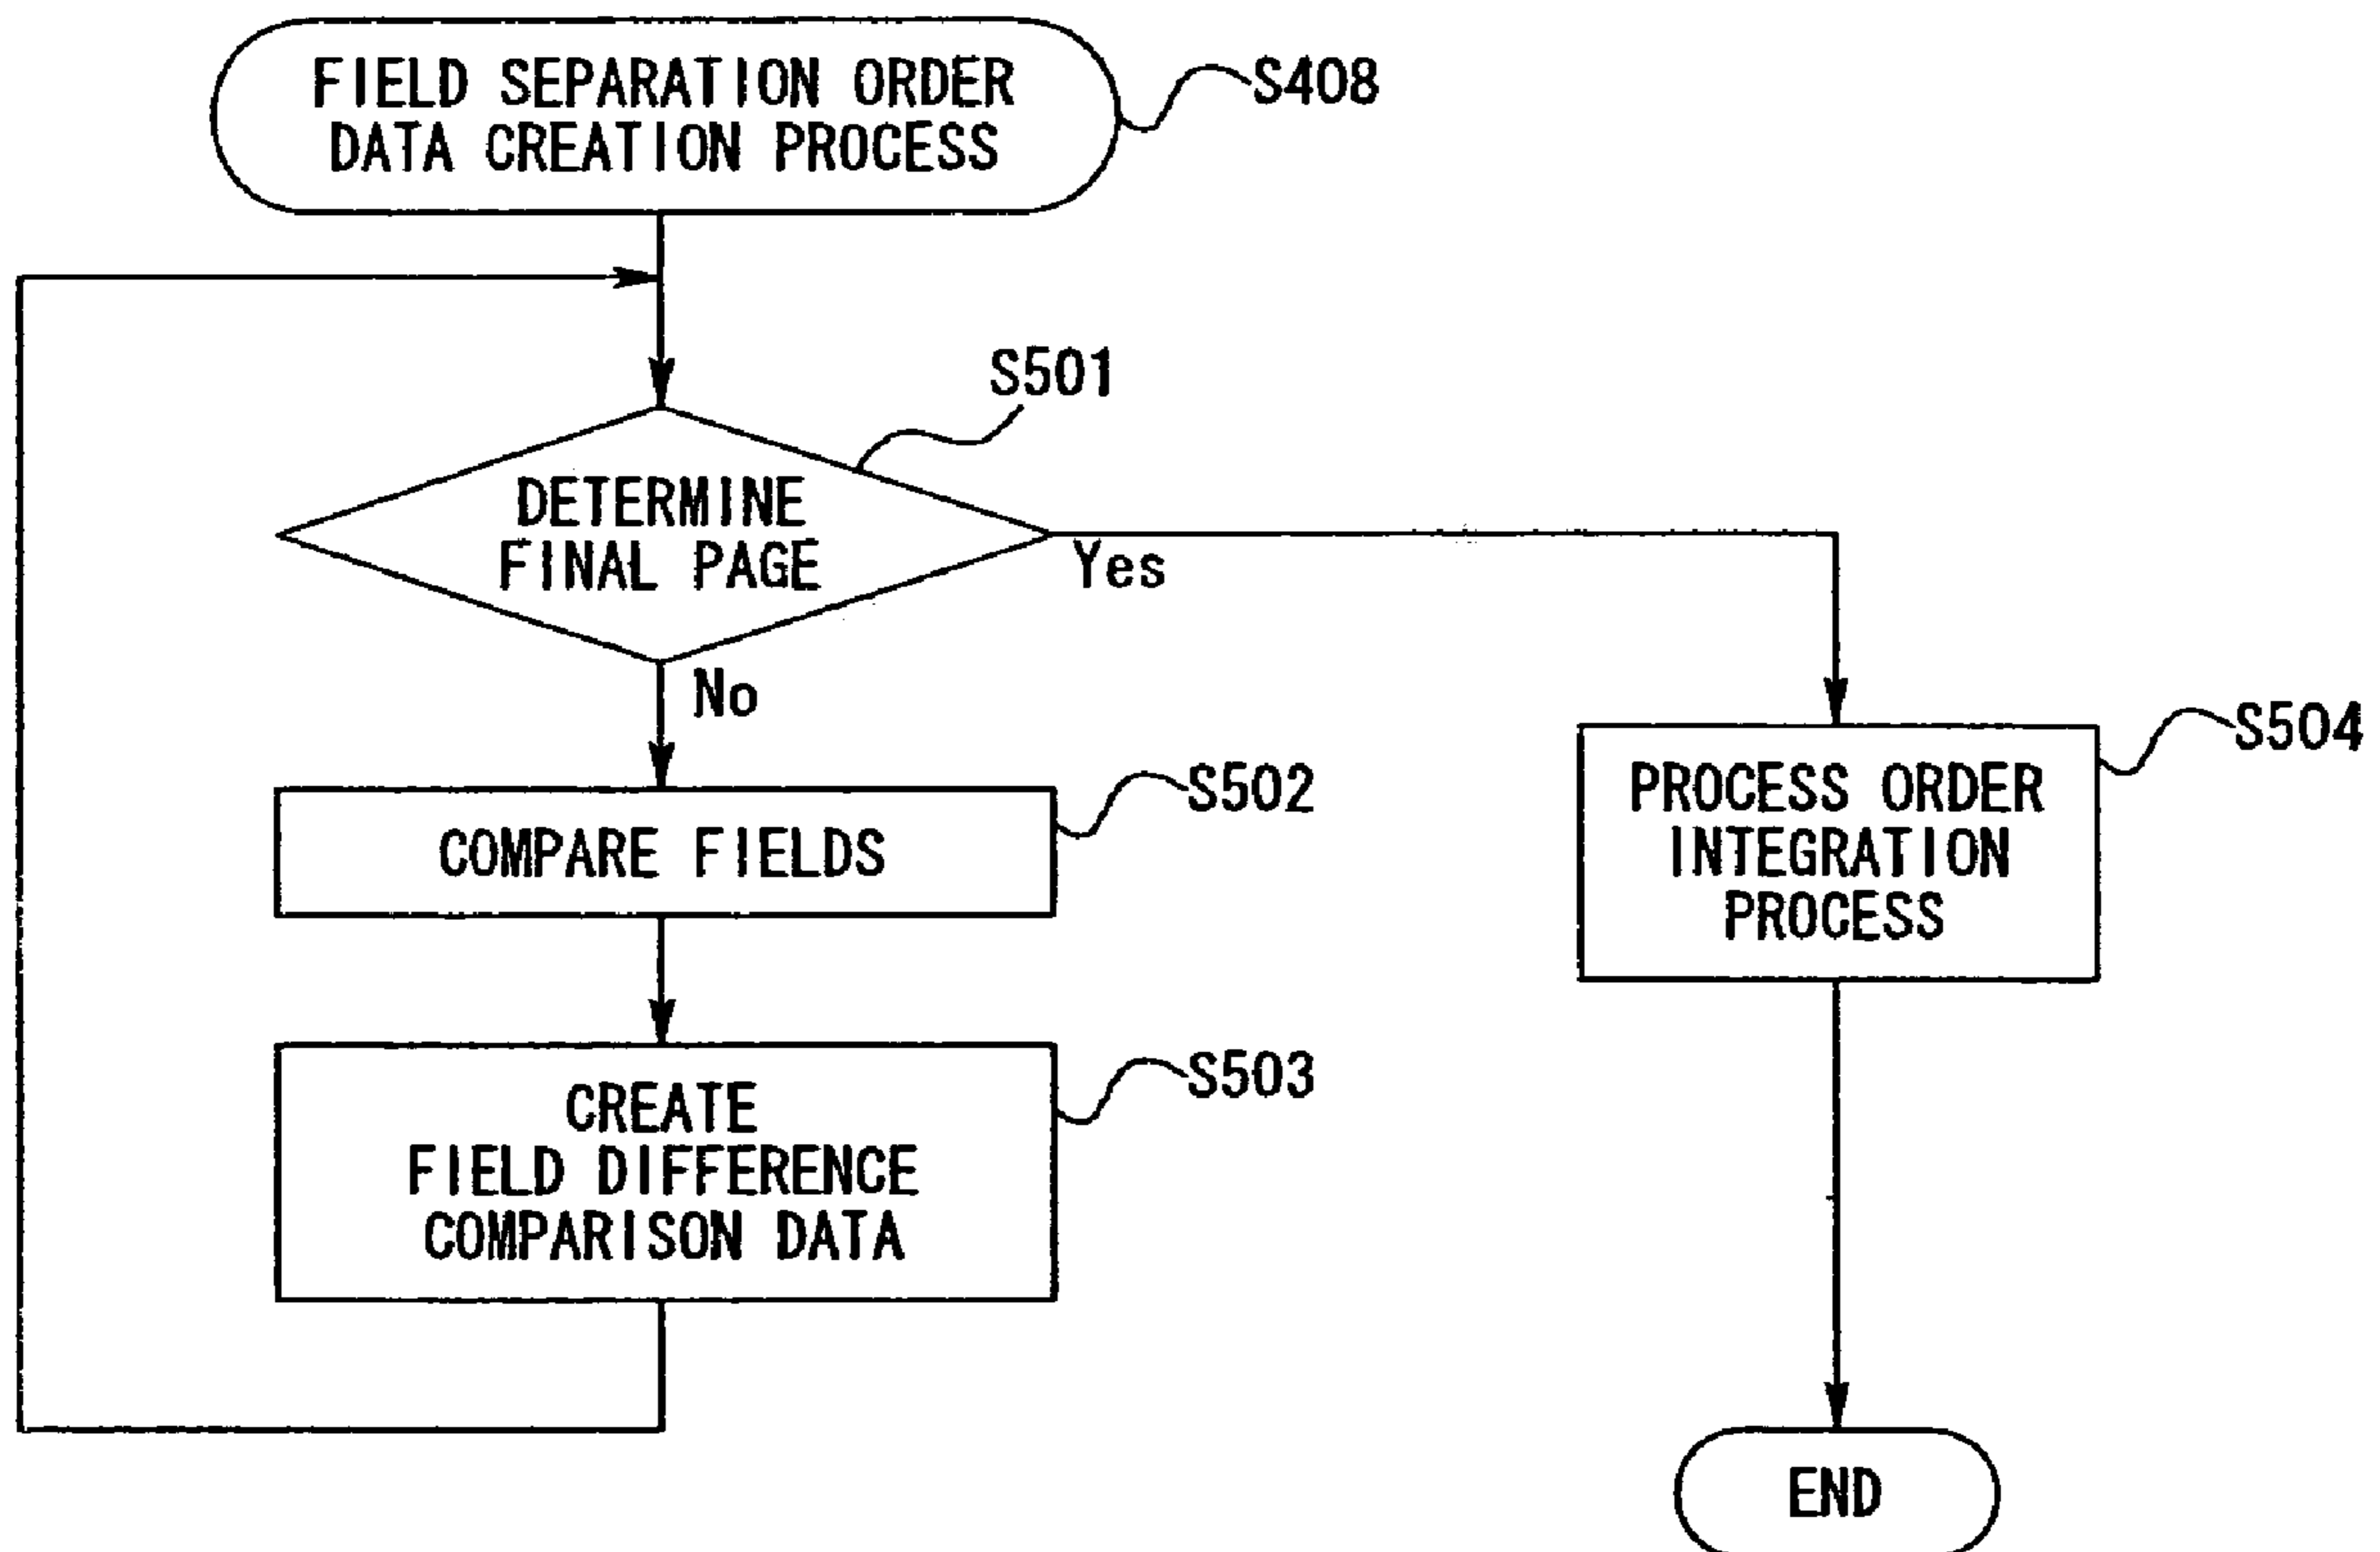 FIELD SEPARATION ORDER
DATA CREATION PROCESS
S408
S501
DETERMINE
FINAL PAGE
Yes
No
S502
COMPARE FIELDS
S503
CREATE
FIELD DIFFERENCE
COMPARISON DATA
S504
PROCESS ORDER
INTEGRATION
PROCESS
END